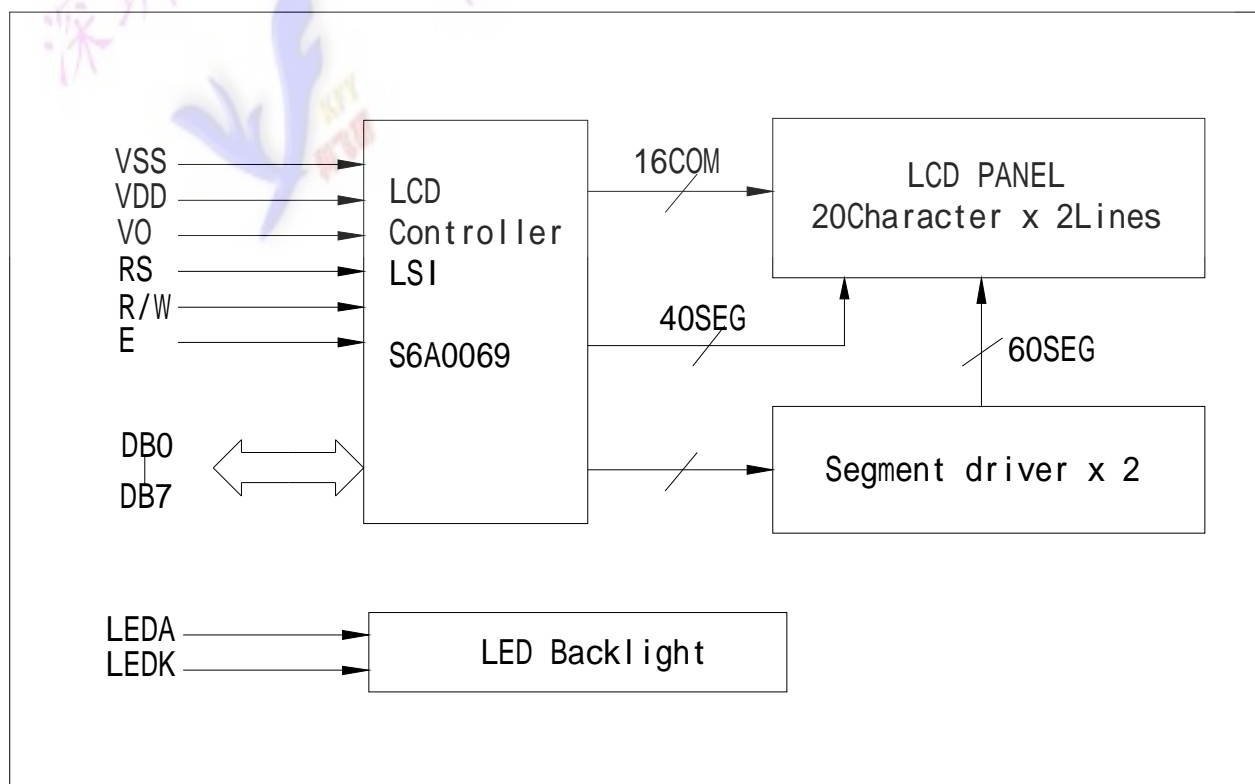 VSS
VDD
VO
RS
R/W
E
DB0
DB7
LCD
Controller
LSI
S6A0069
16COM
40SEG
LCD PANEL
20Character x 2Lines
60SEG
Segment driver x 2
LEDA
LEDK
LED Backlight
KFY